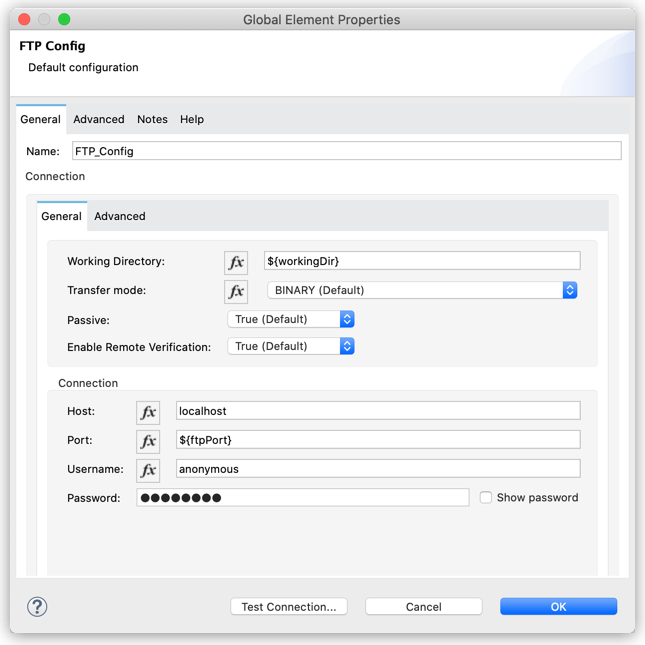 Global Element Properties
FTP Config
Default configuration
General Advanced Notes Help
Name: FTP_Config
Connection
General Advanced
Working Directory: fx ${workingDir}
Transfer mode: fx BINARY (Default)
Passive: True (Default)
Enable Remote Verification: True (Default)
Connection
Host: fx localhost
Port: fx ${ftpPort}
Username: fx anonymous
Password: ●●●●●●●● Show password
? Test Connection... Cancel OK